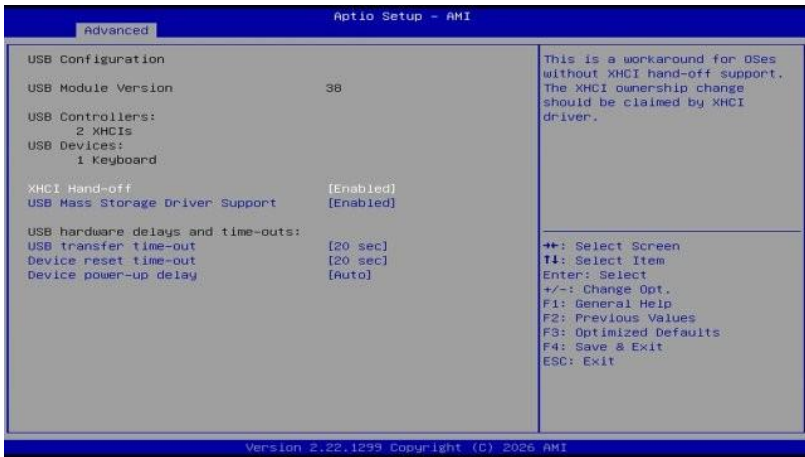 Aptio Setup - AMI
Advanced
USB Configuration
USB Module Version 38
USB Controllers:
2 XHCIs
USB Devices:
1 Keyboard
XHCI Hand-off [Enabled]
USB Mass Storage Driver Support [Enabled]
USB hardware delays and time-outs:
USB transfer time-out [20 sec]
Device reset time-out [20 sec]
Device power-up delay [Auto]
This is a workaround for OSes
without XHCI hand-off support.
The XHCI ownership change
should be claimed by XHCI
driver.
→←: Select Screen
↑↓: Select Item
Enter: Select
+/-: Change Opt.
F1: General Help
F2: Previous Values
F3: Optimized Defaults
F4: Save & Exit
ESC: Exit
Version 2.22.1299 Copyright (C) 2026 AMI